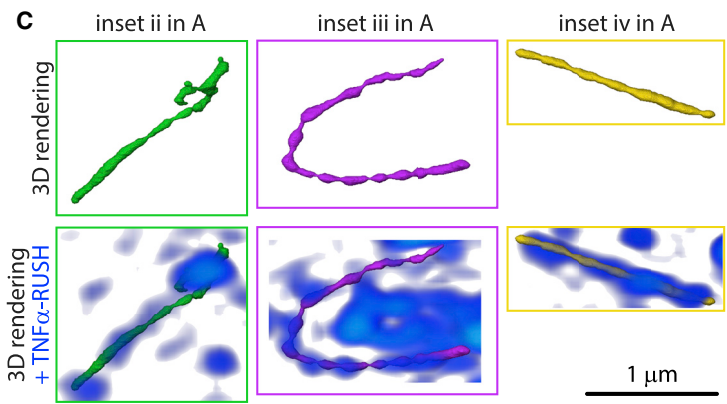 C
inset ii in A
inset iii in A
inset iv in A
3D rendering
3D rendering
+ TNFα-RUSH
1 µm